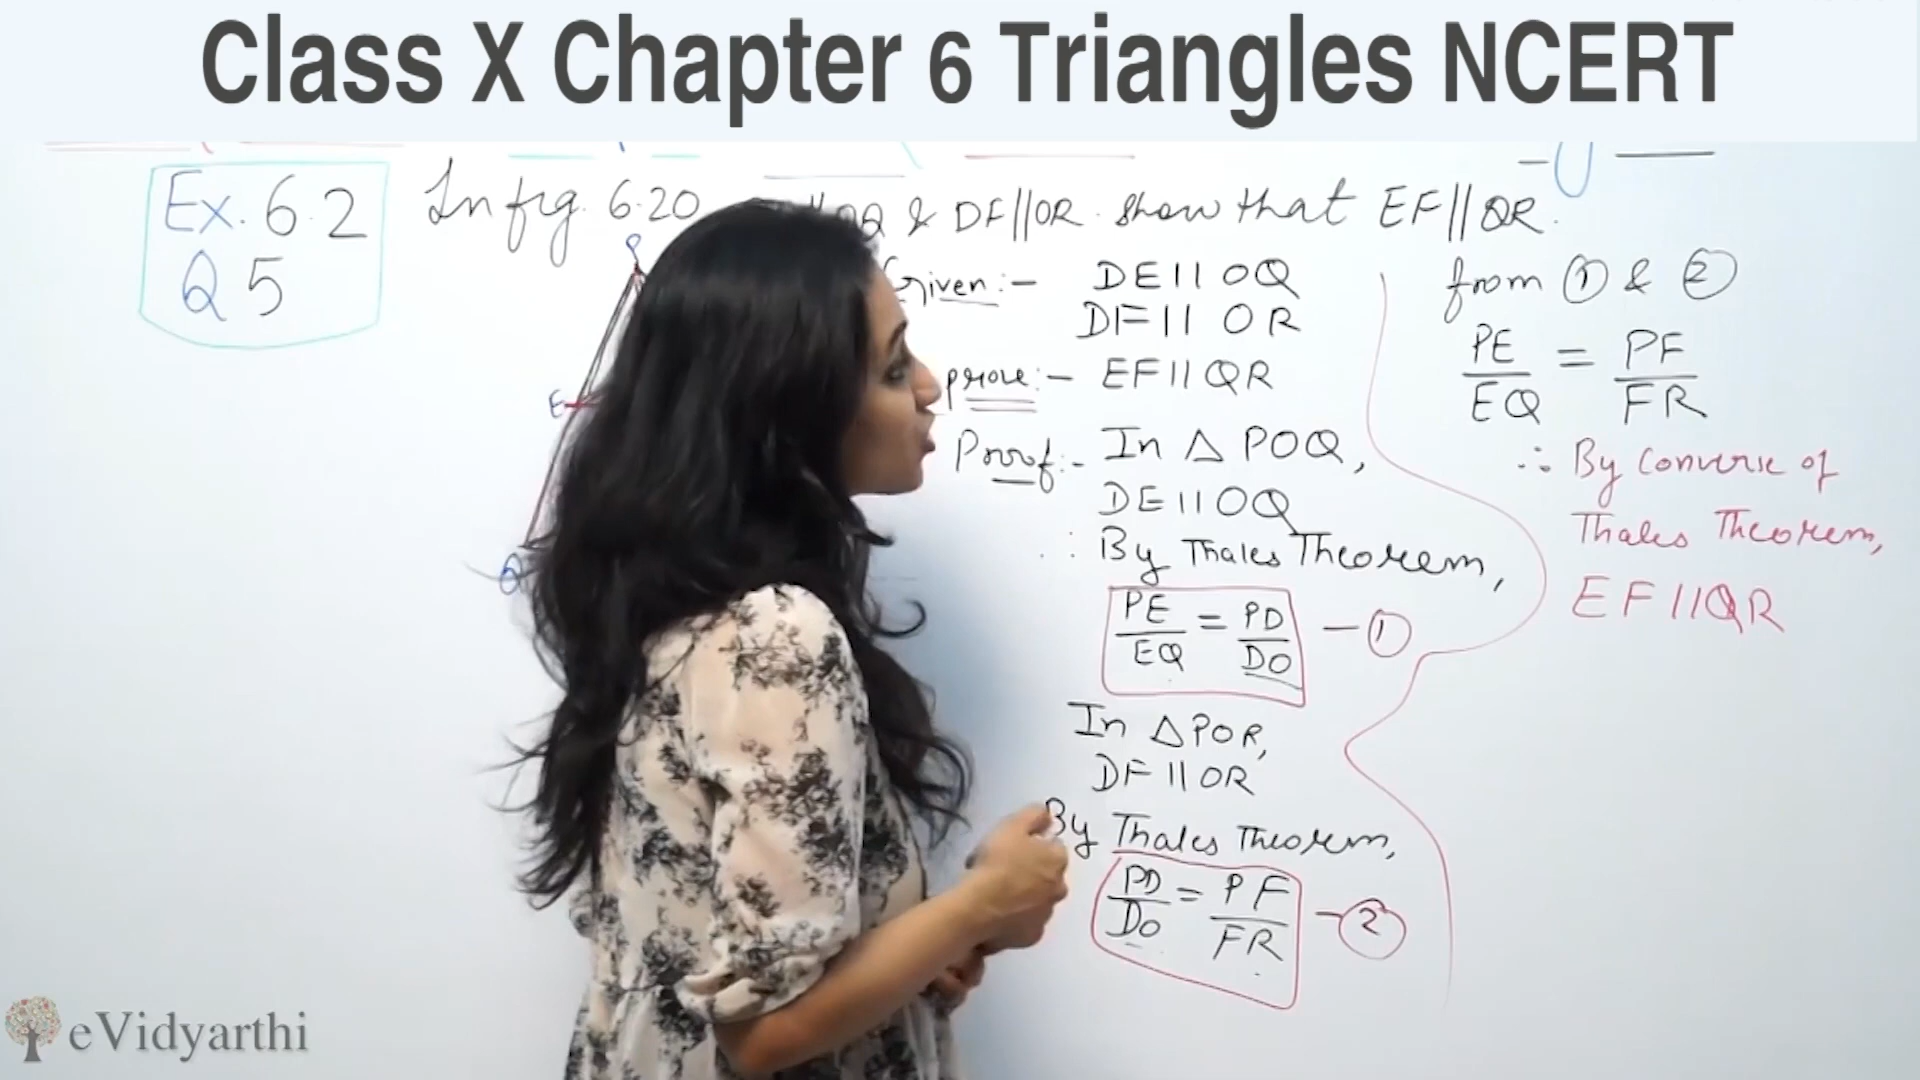 Class X Chapter 6 Triangles NCERT
Ex. 6.2
Q 5
In fig. 6.20 || OQ & DF||OR. Show that EF||QR.
P
E
Q
Given:-
DE || OQ
DF || OR
prove:- EF || QR
Proof:- In △ POQ,
DE || OQ
∴ By Thales Theorem,
PE/EQ = PD/DO — 1
In △POR,
DF || OR
By Thales Theorem,
PD/DO = PF/FR — 2
from 1 & 2
PE/EQ = PF/FR
∴ By Converse of
Thales Theorem,
EF || QR
eVidyarthi